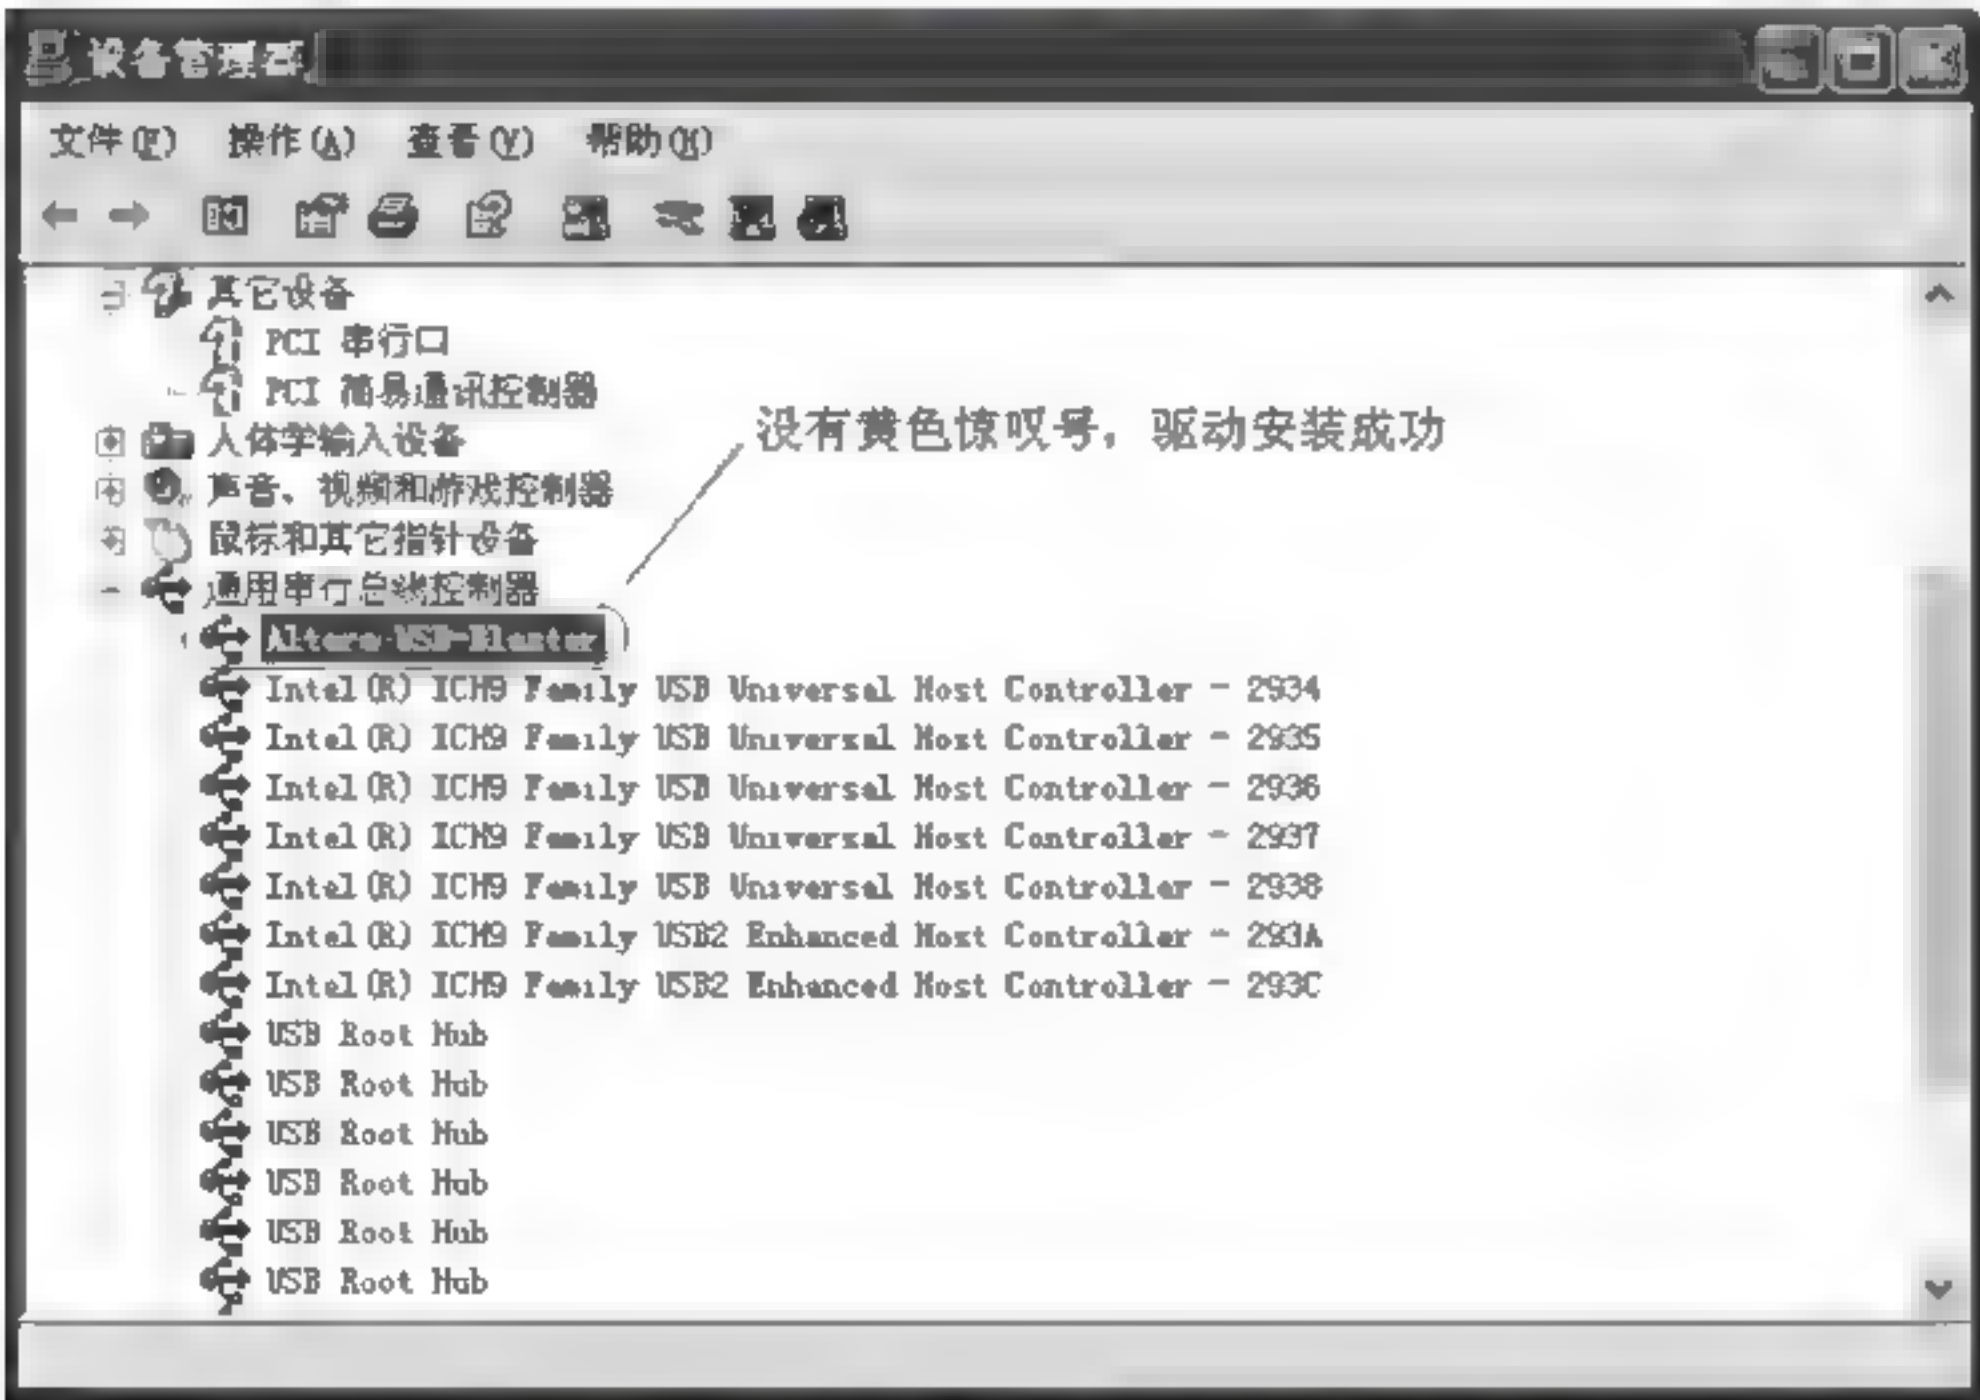 设备管理器
文件(F) 操作(A) 查看(V) 帮助(H)
其它设备
PCI 串行口
PCI 简易通讯控制器
人体学输入设备
没有黄色惊叹号，驱动安装成功
声音、视频和游戏控制器
鼠标和其它指针设备
通用串行总线控制器
Altera USB-Blaster
Intel(R) ICH9 Family USB Universal Host Controller - 2934
Intel(R) ICH9 Family USB Universal Host Controller - 2935
Intel(R) ICH9 Family USB Universal Host Controller - 2936
Intel(R) ICH9 Family USB Universal Host Controller - 2937
Intel(R) ICH9 Family USB Universal Host Controller - 2938
Intel(R) ICH9 Family USB2 Enhanced Host Controller - 293A
Intel(R) ICH9 Family USB2 Enhanced Host Controller - 293C
USB Root Hub
USB Root Hub
USB Root Hub
USB Root Hub
USB Root Hub
USB Root Hub